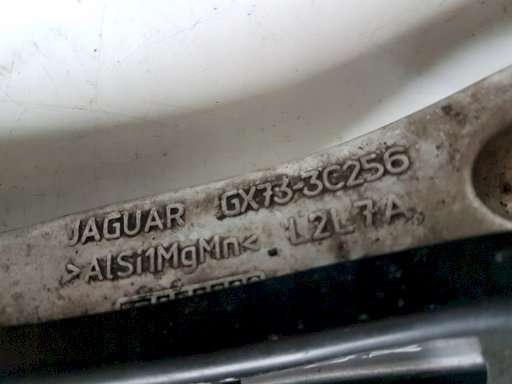 JAGUAR GX73-3C256
>AlSi1MgMn< L2L7A